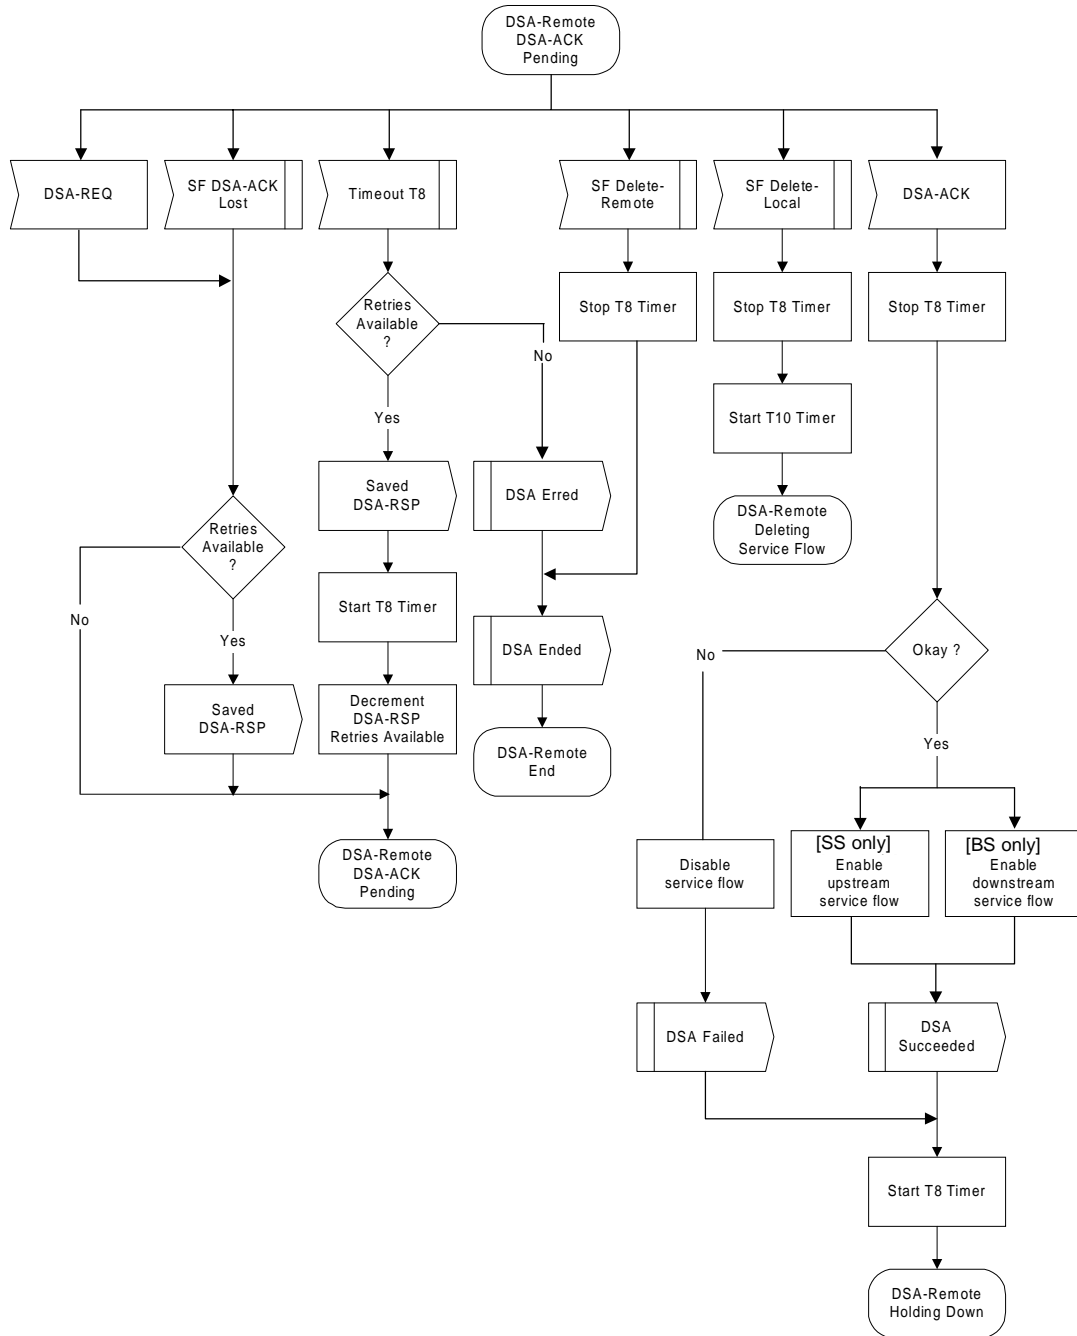 DSA-Remote
DSA-ACK
Pending
DSA-REQ
SF DSA-ACK
Lost
Timeout T8
SF Delete-
Remote
SF Delete-
Local
DSA-ACK
Retries
Available
?
Stop T8 Timer
Stop T8 Timer
Stop T8 Timer
No
Yes
Start T10 Timer
Saved
DSA-RSP
DSA Erred
DSA-Remote
Deleting
Service Flow
Retries
Available
?
Start T8 Timer
No
Yes
DSA Ended
Okay ?
No
Saved
DSA-RSP
Decrement
DSA-RSP
Retries Available
DSA-Remote
End
Yes
DSA-Remote
DSA-ACK
Pending
Disable
service flow
[SS only]
Enable
upstream
service flow
[BS only]
Enable
downstream
service flow
DSA Failed
DSA
Succeeded
Start T8 Timer
DSA-Remote
Holding Down